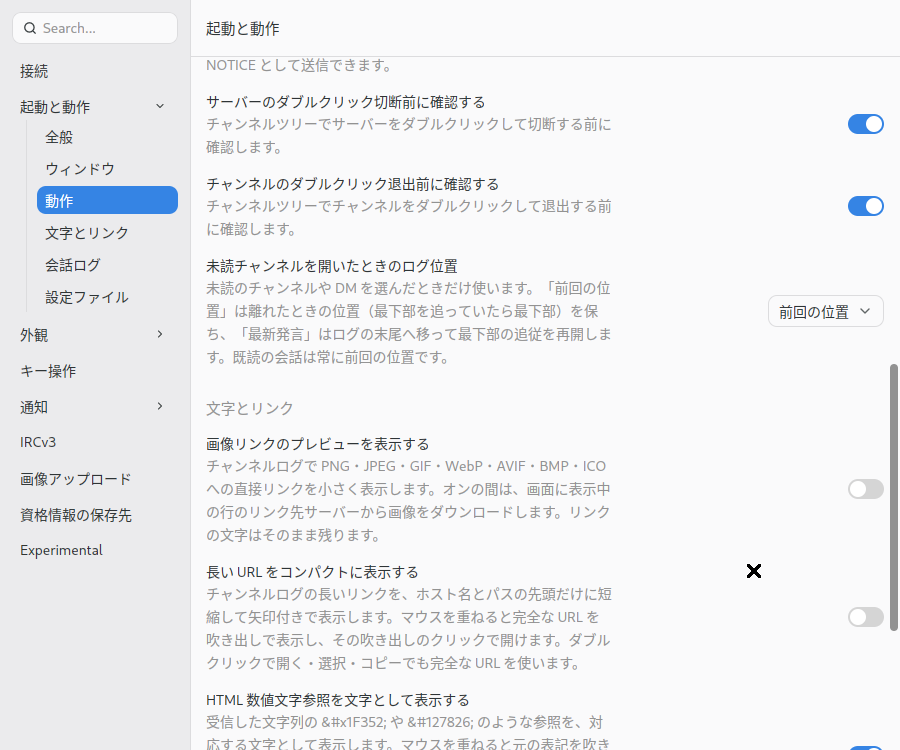 Search...
接続
起動と動作
全般
ウィンドウ
動作
文字とリンク
会話ログ
設定ファイル
外観
キー操作
通知
IRCv3
画像アップロード
資格情報の保存先
Experimental
起動と動作
NOTICE として送信できます。
サーバーのダブルクリック切断前に確認する
チャンネルツリーでサーバーをダブルクリックして切断する前に
確認します。
チャンネルのダブルクリック退出前に確認する
チャンネルツリーでチャンネルをダブルクリックして退出する前
に確認します。
未読チャンネルを開いたときのログ位置
未読のチャンネルや DM を選んだときだけ使います。「前回の位
置」は離れたときの位置（最下部を追っていたら最下部）を保
ち、「最新発言」はログの末尾へ移って最下部の追従を再開しま
す。既読の会話は常に前回の位置です。
前回の位置
文字とリンク
画像リンクのプレビューを表示する
チャンネルログで PNG・JPEG・GIF・WebP・AVIF・BMP・ICO
への直接リンクを小さく表示します。オンの間は、画面に表示中
の行のリンク先サーバーから画像をダウンロードします。リンク
の文字はそのまま残ります。
長い URL をコンパクトに表示する
チャンネルログの長いリンクを、ホスト名とパスの先頭だけに短
縮して矢印付きで表示します。マウスを重ねると完全な URL を
吹き出しで表示し、その吹き出しのクリックで開けます。ダブル
クリックで開く・選択・コピーでも完全な URL を使います。
HTML 数値文字参照を文字として表示する
受信した文字列の &#x1F352; や &#127826; のような参照を、対
応する文字として表示します。マウスを重ねると元の表記を吹き